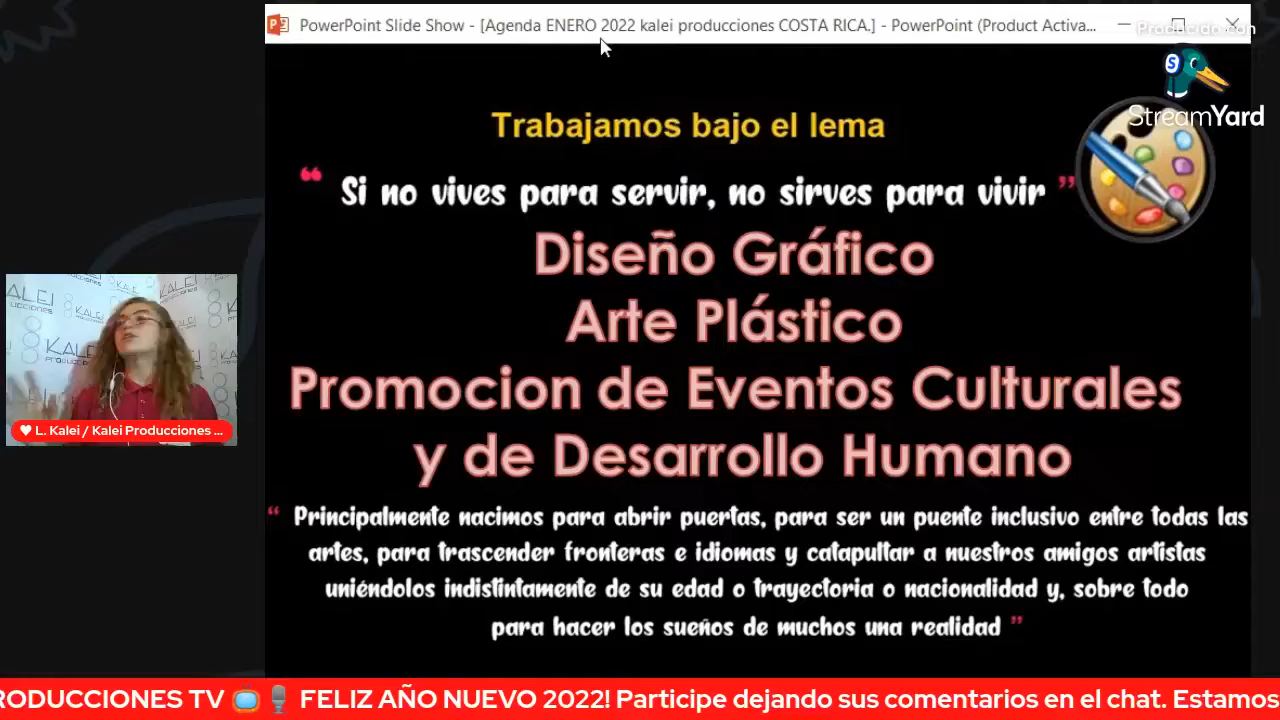 PowerPoint Slide Show - [Agenda ENERO 2022 kalei producciones COSTA RICA.] - PowerPoint (Product Activa...
Producido con
S
StreamYard
Trabajamos bajo el lema
❝ Si no vives para servir, no sirves para vivir ”
Diseño Gráfico
Arte Plástico
Promocion de Eventos Culturales
y de Desarrollo Humano
“ Principalmente nacimos para abrir puertas, para ser un puente inclusivo entre todas las
artes, para trascender fronteras e idiomas y catapultar a nuestros amigos artistas
uniéndolos indistintamente de su edad o trayectoria o nacionalidad y, sobre todo
para hacer los sueños de muchos una realidad ”
KALEI
♥ L. Kalei / Kalei Producciones ...
RODUCCIONES TV 📺🎙️ FELIZ AÑO NUEVO 2022! Participe dejando sus comentarios en el chat. Estamos